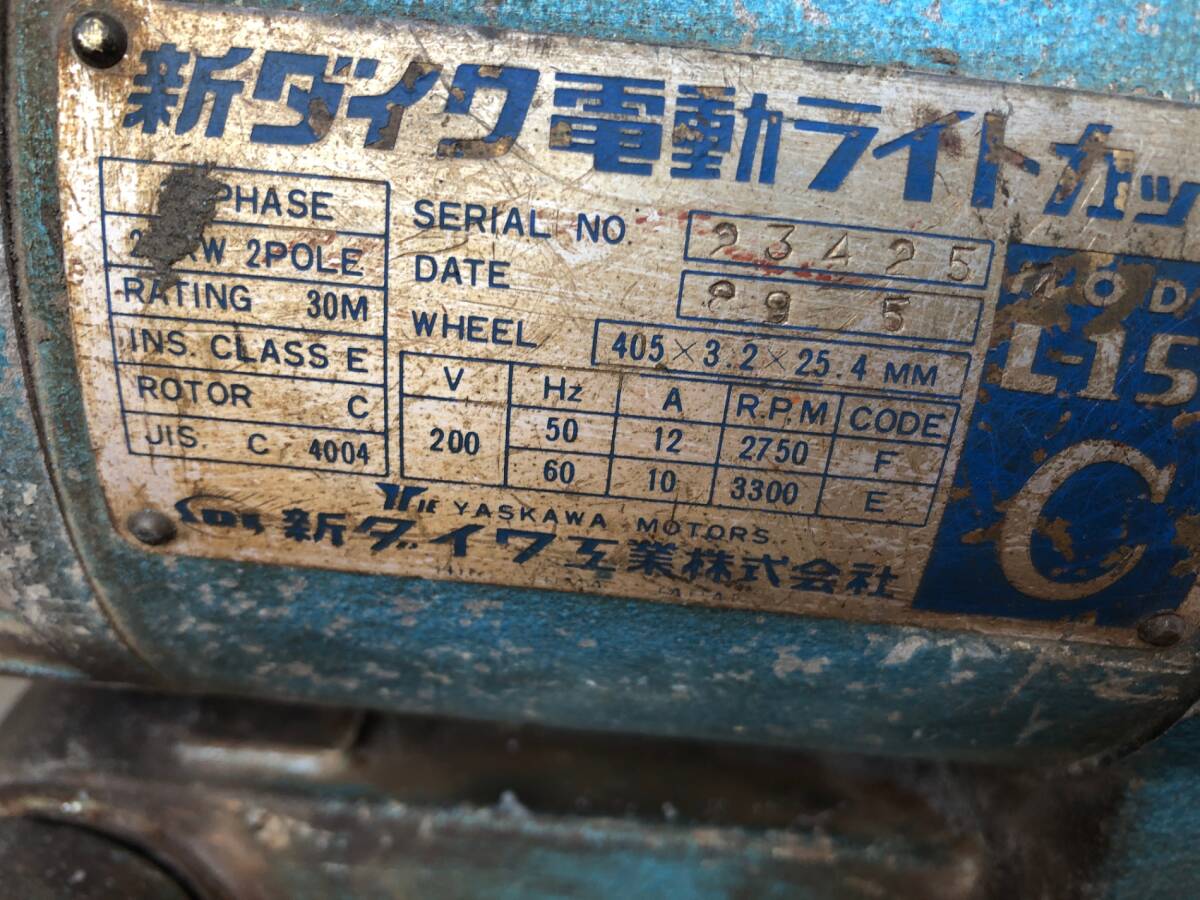 新ダイワ電動ライトカッ
PHASE
KW 2POLE
RATING 30M
INS. CLASS E
ROTOR C
JIS. C 4004
SERIAL NO. 23425
DATE 5
WHEEL 405×3.2×25.4 MM
V Hz A R.P.M CODE
200 50 12 2750 F
60 10 3300 E
YASKAWA MOTORS
新ダイワ工業株式会社
MOD
L-15
C